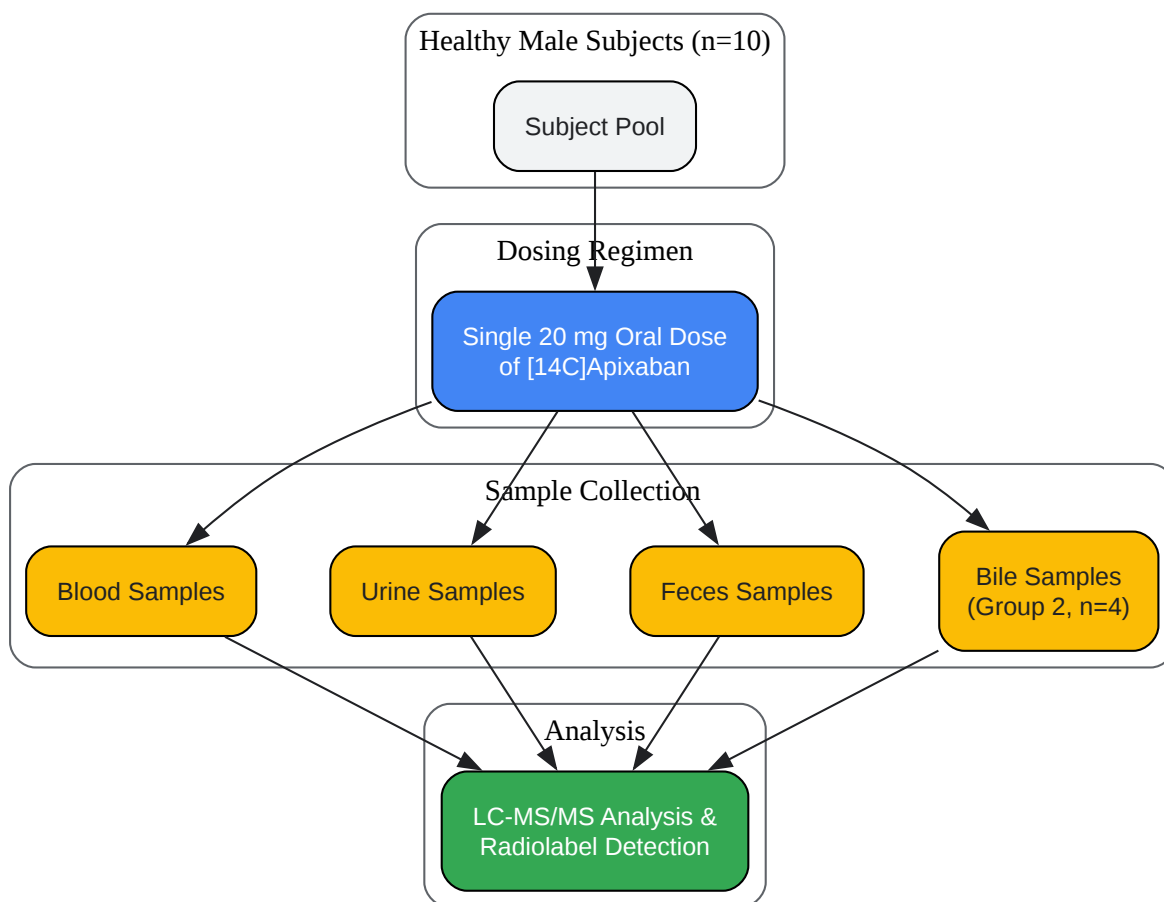 Healthy Male Subjects (n=10)
Subject Pool
Dosing Regimen
Single 20 mg Oral Dose
of [14C]Apixaban
Sample Collection
Blood Samples
Urine Samples
Feces Samples
Bile Samples
(Group 2, n=4)
Analysis
LC-MS/MS Analysis &
Radiolabel Detection